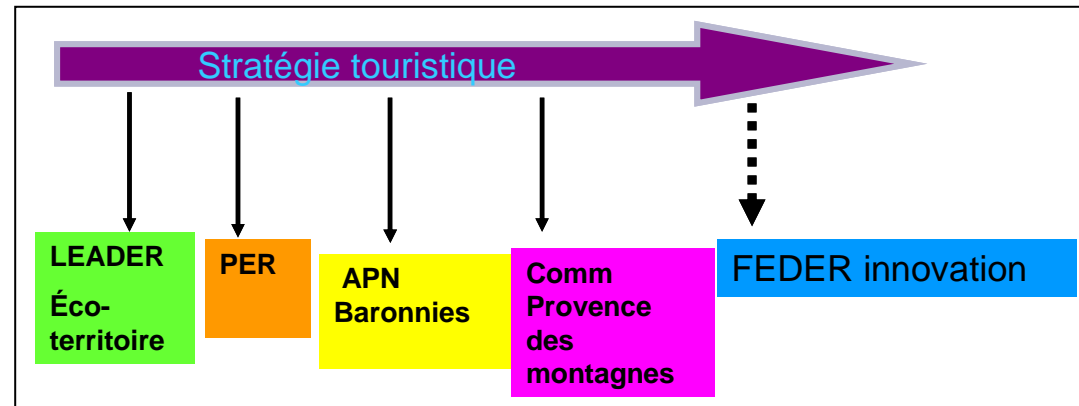 Stratégie touristique
LEADER
Éco-
territoire
PER
APN
Baronnies
Comm
Provence
des
montagnes
FEDER innovation